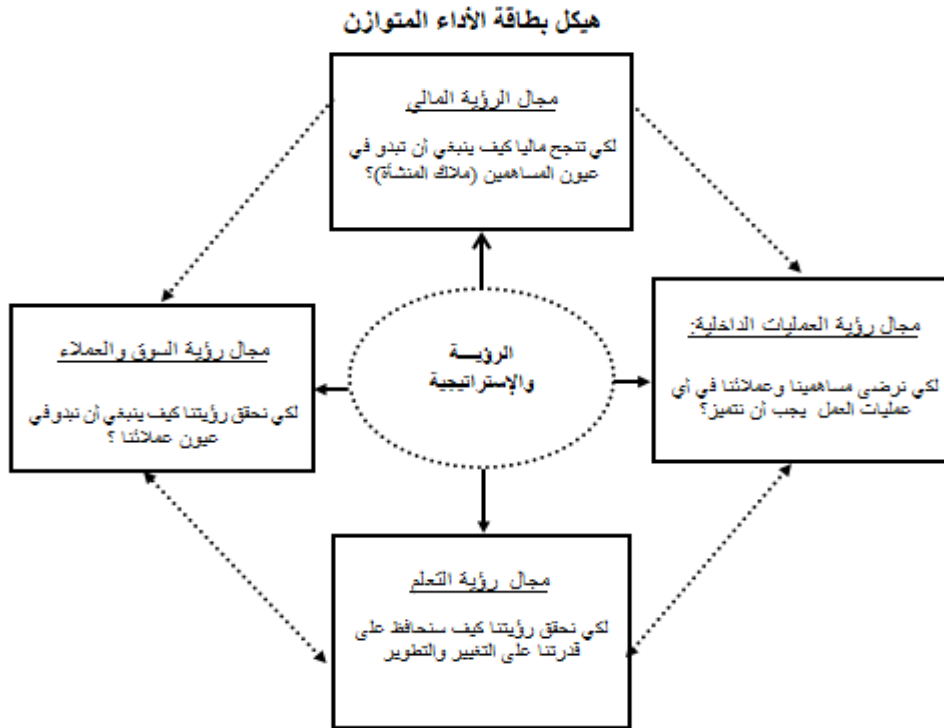 هيكل بطاقة الأداء المتوازن
مجال الرؤية المالي
لكي تنجح ماليا كيف ينبغي أن تبدو في
عيون المساهمين (ملاك المنشأة)؟
مجال رؤية العمليات الداخلية:
لكي نرضى مساهمينا وعملائنا في أي
عمليات العمل يجب أن نتميز؟
الرؤيــة
والإستراتيجية
مجال رؤية السوق والعملاء
لكي نحقق رؤيتنا كيف ينبغي أن نبدو في
عيون عملائنا ؟
مجال رؤية التعلم
لكي نحقق رؤيتنا كيف سنحافظ على
قدرتنا على التغيير والتطوير